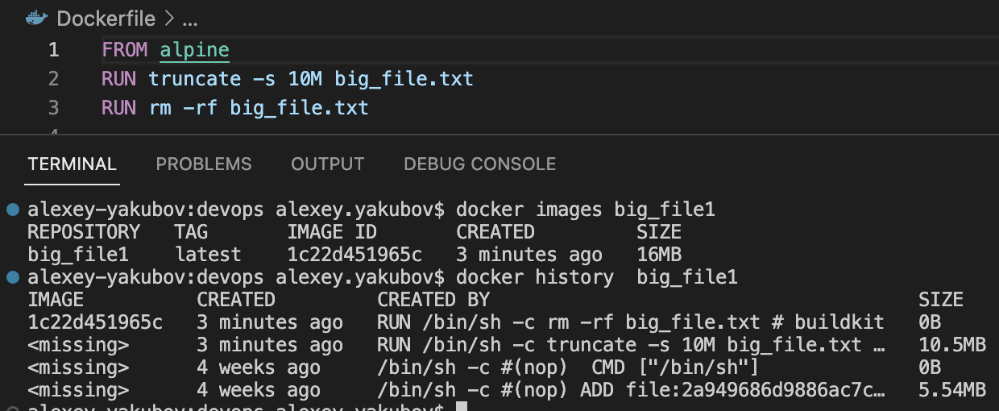 Dockerfile > ...
1 FROM alpine
2 RUN truncate -s 10M big_file.txt
3 RUN rm -rf big_file.txt
4
TERMINAL PROBLEMS OUTPUT DEBUG CONSOLE
alexey-yakubov:devops alexey.yakubov$ docker images big_file1
REPOSITORY TAG IMAGE ID CREATED SIZE
big_file1 latest 1c22d451965c 3 minutes ago 16MB
alexey-yakubov:devops alexey.yakubov$ docker history big_file1
IMAGE CREATED CREATED BY SIZE
1c22d451965c 3 minutes ago RUN /bin/sh -c rm -rf big_file.txt # buildkit 0B
<missing> 3 minutes ago RUN /bin/sh -c truncate -s 10M big_file.txt … 10.5MB
<missing> 4 weeks ago /bin/sh -c #(nop) CMD ["/bin/sh"] 0B
<missing> 4 weeks ago /bin/sh -c #(nop) ADD file:2a949686d9886ac7c… 5.54MB
alexey-yakubov:devops alexey.yakubov$